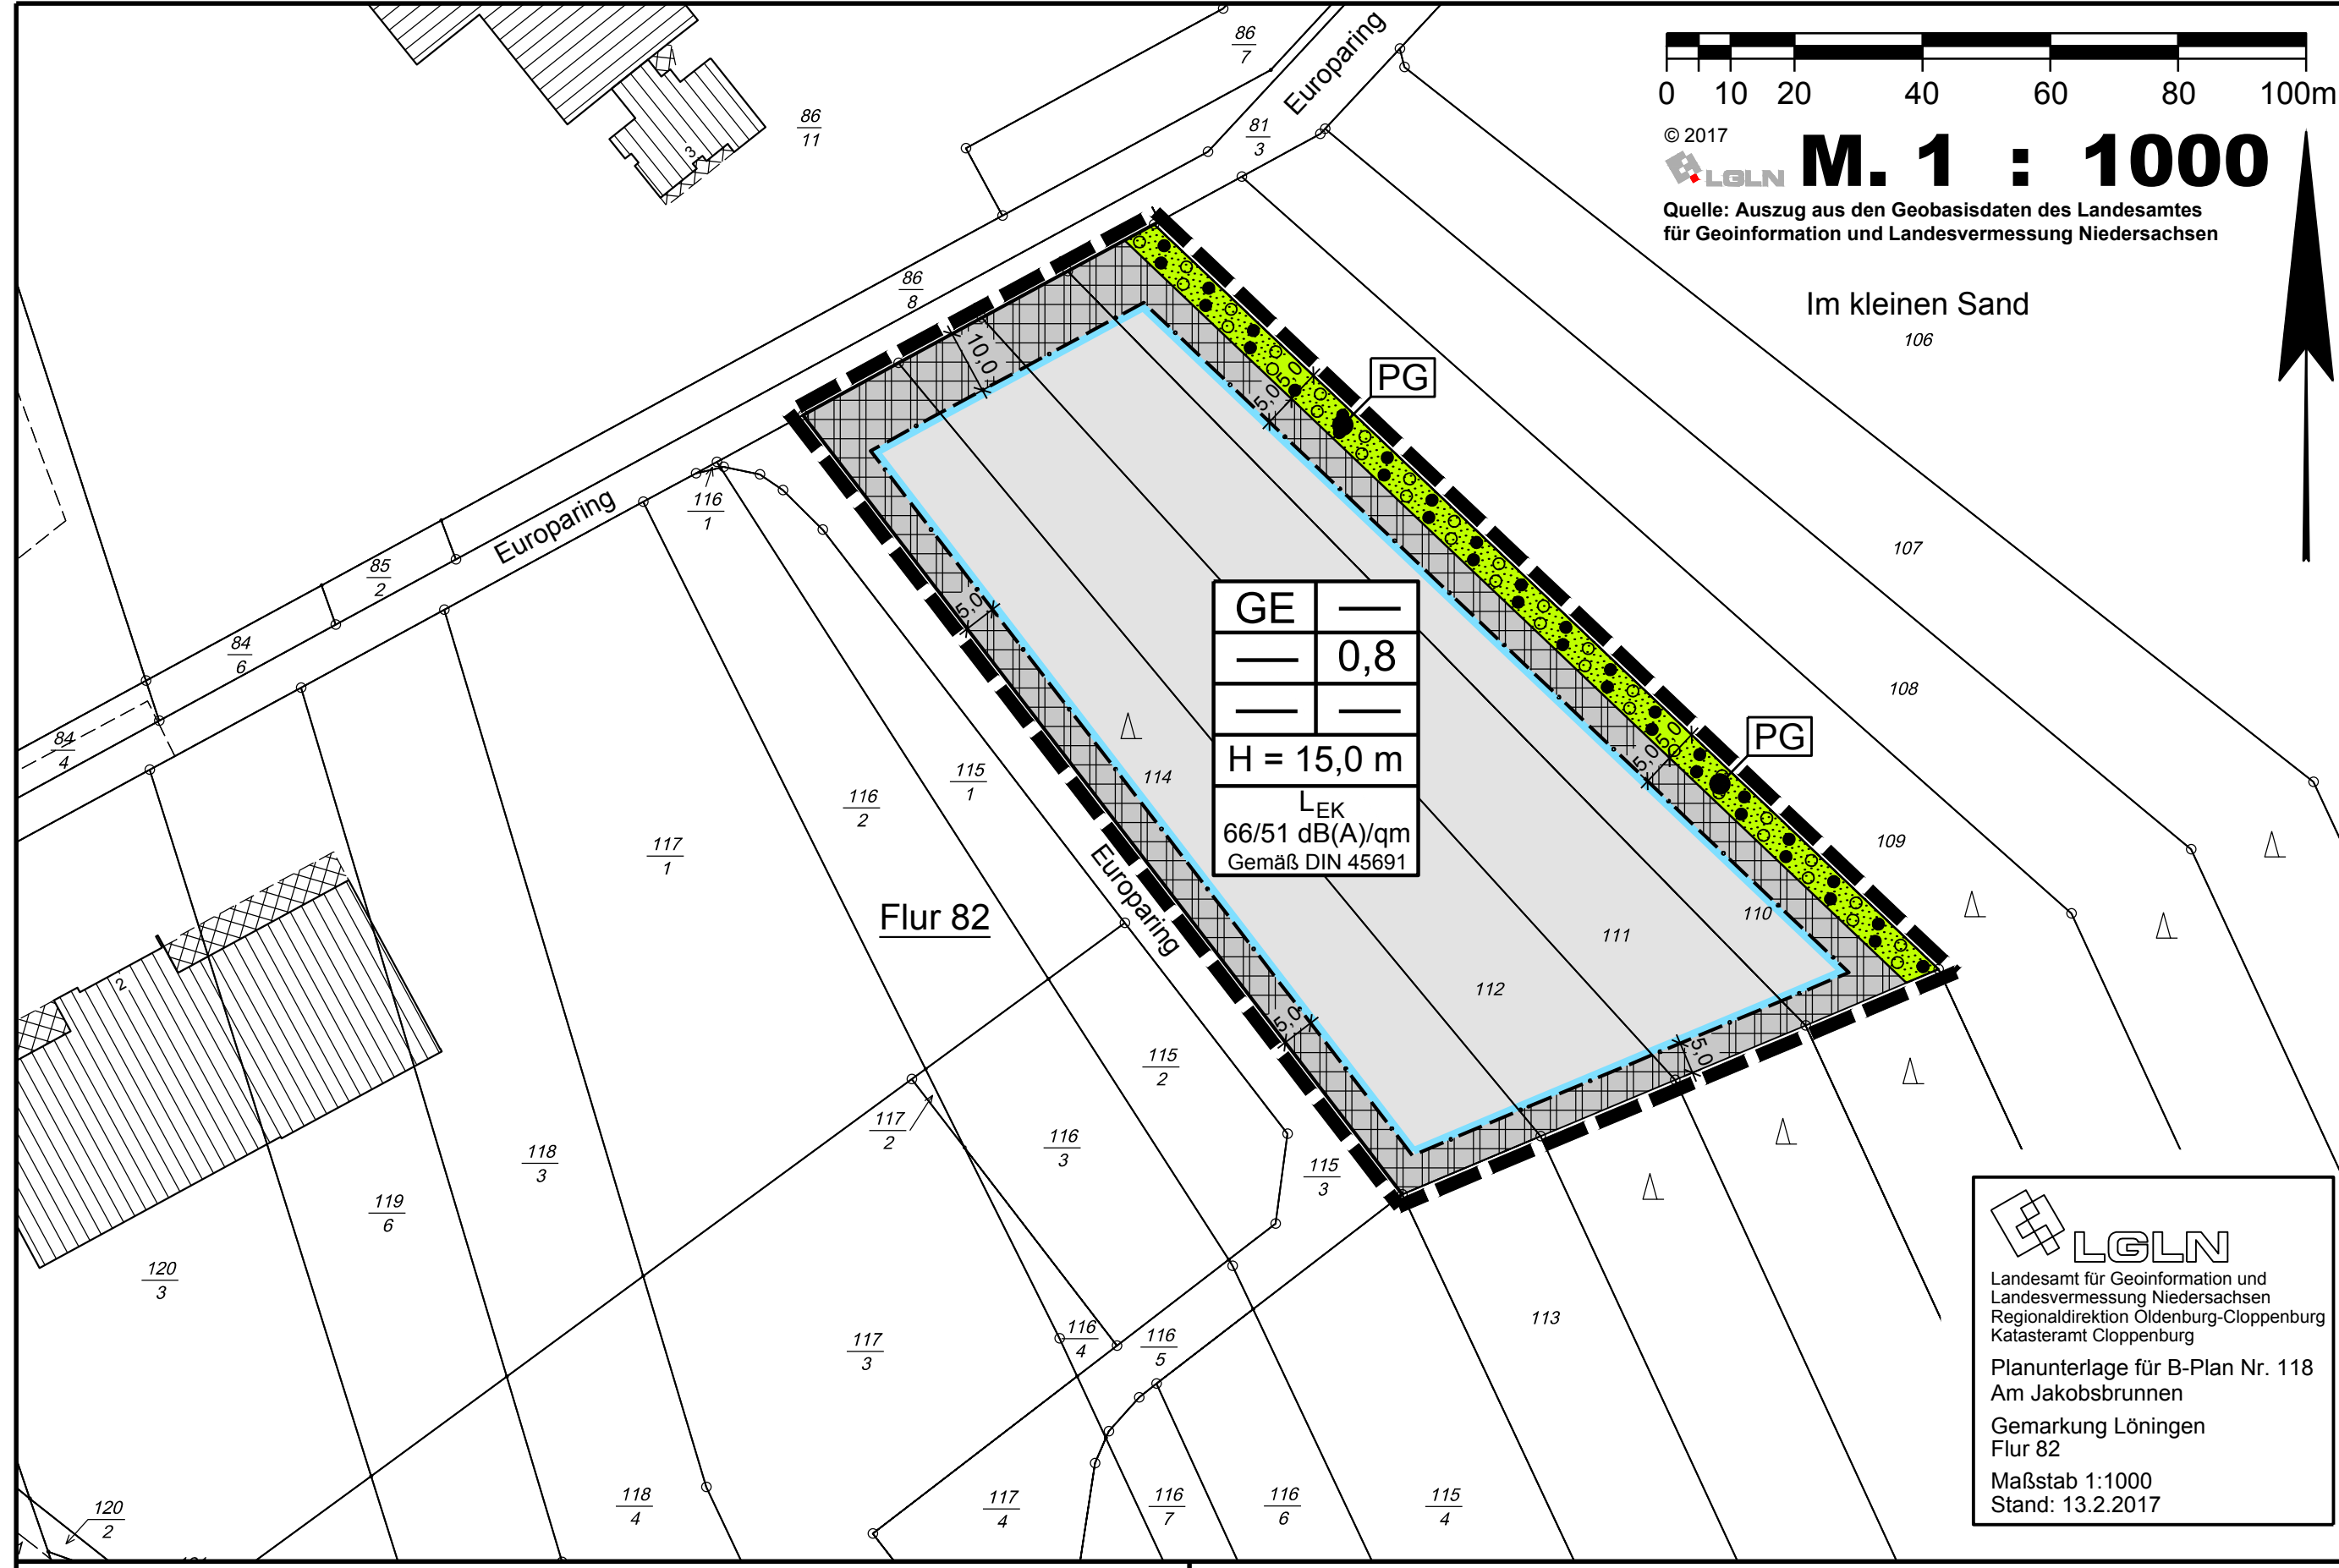 0 10 20 40 60 80 100m
© 2017
LGLN
M. 1 : 1000
Quelle: Auszug aus den Geobasisdaten des Landesamtes
für Geoinformation und Landesvermessung Niedersachsen
Im kleinen Sand
106
107
108
109
110
111
112
113
114
Europaring
86
7
81
3
86
11
3
86
8
85
2
84
6
84
4
Europaring
116
1
10,0
5,0
5,0
PG
5,0
5,0
5,0
PG
GE
0,8
H = 15,0 m
LEK
66/51 dB(A)/qm
Gemäß DIN 45691
115
1
116
2
117
1
Flur 82
Europaring
2
5,0
5,0
115
2
117
2
116
3
115
3
118
3
119
6
120
3
117
3
116
4
116
5
118
4
117
4
116
7
116
6
115
4
120
2
LGLN
Landesamt für Geoinformation und
Landesvermessung Niedersachsen
Regionaldirektion Oldenburg-Cloppenburg
Katasteramt Cloppenburg
Planunterlage für B-Plan Nr. 118
Am Jakobsbrunnen
Gemarkung Löningen
Flur 82
Maßstab 1:1000
Stand: 13.2.2017